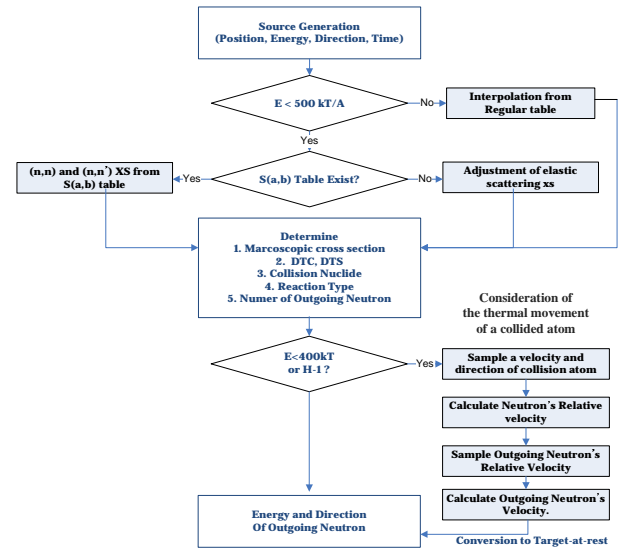 Source Generation
(Position, Energy, Direction, Time)
E < 500 kT/A
No
Interpolation from
Regular table
Yes
(n,n) and (n,n') XS from
S(a,b) table
Yes
S(a,b) Table Exist?
No
Adjustment of elastic
scattering xs
Determine
1. Marcoscopic cross section
2. DTC, DTS
3. Collision Nuclide
4. Reaction Type
5. Numer of Outgoing Neutron
Consideration of
the thermal movement
of a collided atom
E<400kT
or H-1 ?
Yes
Sample a velocity and
direction of collision atom
Calculate Neutron's Relative
velocity
Sample Outgoing Neutron's
Relative Velocity
Calculate Outgoing Neutron's
Velocity.
Energy and Direction
Of Outgoing Neutron
Conversion to Target-at-rest